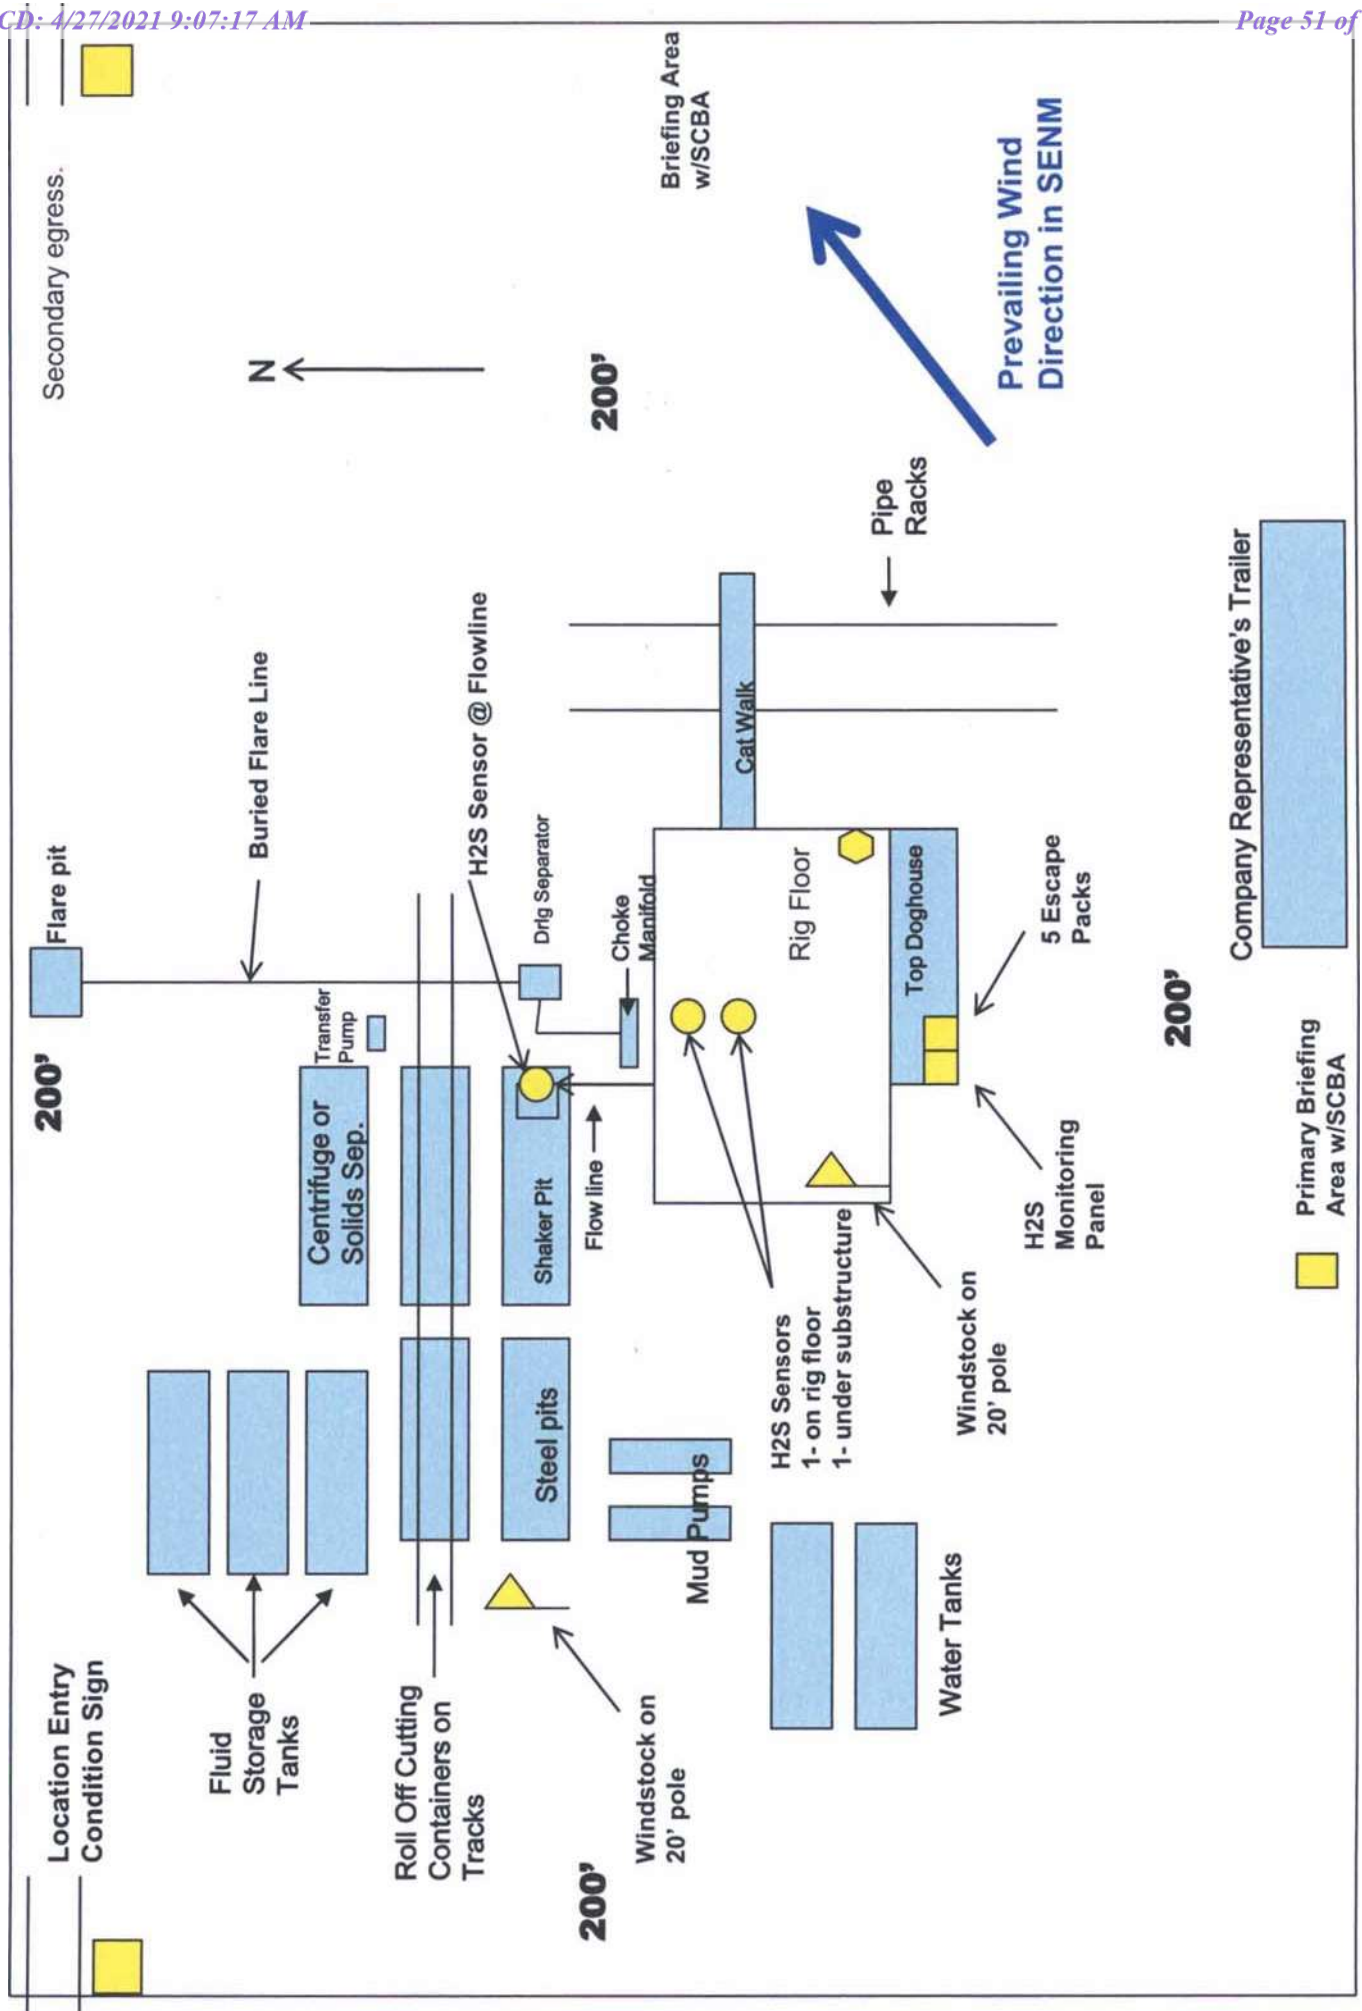 CD: 4/27/2021 9:07:17 AM
Page 51 of
Location Entry
Condition Sign
200'
Flare pit
Secondary egress.
Fluid
Storage
Tanks
Centrifuge or
Solids Sep.
Transfer
Pump
Buried Flare Line
N
Roll Off Cutting
Containers on
Tracks
H2S Sensor @ Flowline
Steel pits
Shaker Pit
Drlg Separator
200'
Windstock on
20' pole
Flow line
Choke
Manifold
200'
Briefing Area
w/SCBA
Mud Pumps
H2S Sensors
1- on rig floor
1- under substructure
Rig Floor
Cat Walk
Pipe
Racks
Water Tanks
Windstock on
20' pole
Top Doghouse
H2S
Monitoring
Panel
5 Escape
Packs
Prevailing Wind
Direction in SENM
200'
Primary Briefing
Area w/SCBA
Company Representative's Trailer